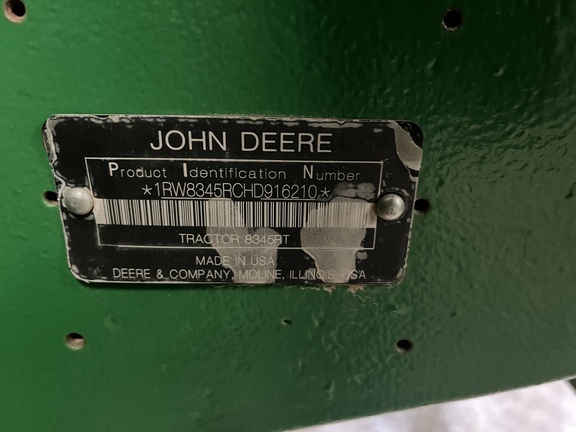 JOHN DEERE
Product Identification Number
*1RW8345RCHD916210*
TRACTOR 8345RT
MADE IN USA
DEERE & COMPANY, MOLINE, ILLINOIS, USA